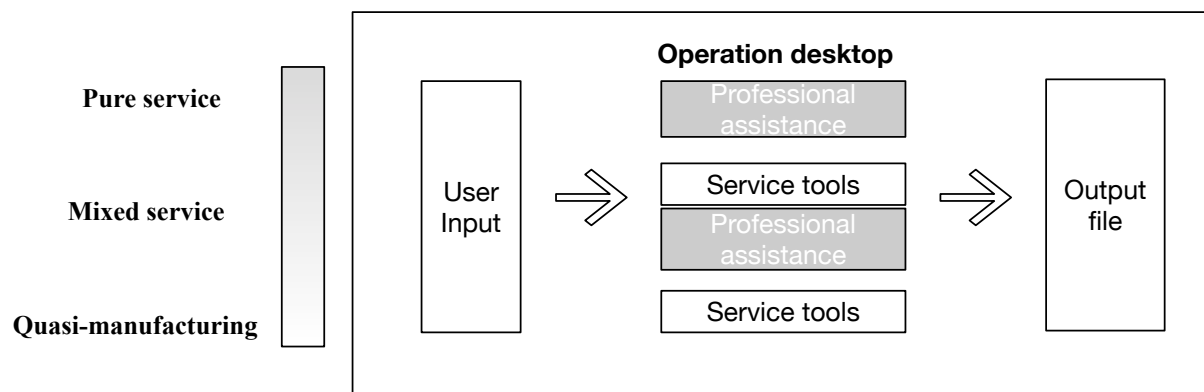 Operation desktop
Pure service
Professional
assistance
Mixed service
User
Input
Service tools
Professional
assistance
Output
file
Quasi-manufacturing
Service tools